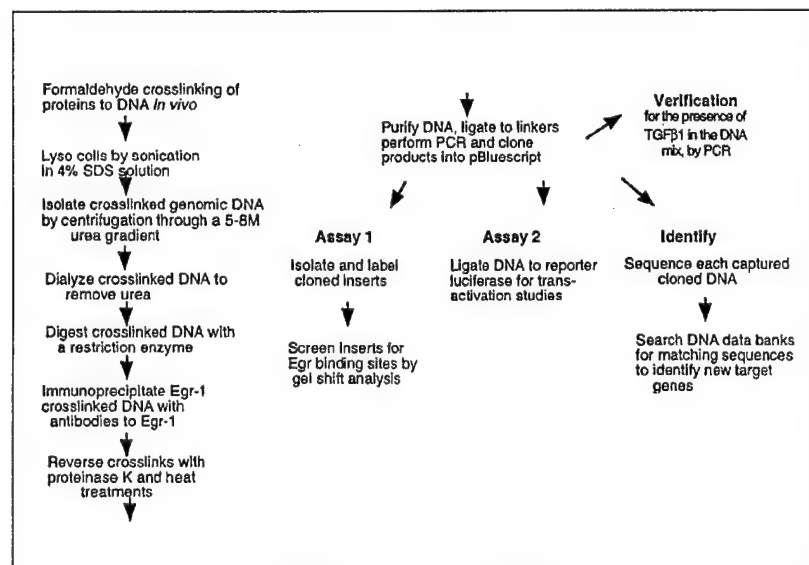 Formaldehyde crosslinking of
proteins to DNA In vivo
Lyso cells by sonication
in 4% SDS solution
Isolate crosslinked genomic DNA
by centrifugation through a 5-8M
urea gradient
Dialyze crosslinked DNA to
remove urea
Digest crosslinked DNA with
a restriction enzyme
Immunoprecipitate Egr-1
crosslinked DNA with
antibodies to Egr-1
Reverse crosslinks with
proteinase K and heat
treatments
Purify DNA, ligate to linkers
perform PCR and clone
products into pBluescript
Verification
for the presence of
TGFβ1 in the DNA
mix, by PCR
Assay 1
Isolate and label
cloned inserts
Screen Inserts for
Egr binding sites by
gel shift analysis
Assay 2
Ligate DNA to reporter
luciferase for trans-
activation studies
Identify
Sequence each captured
cloned DNA
Search DNA data banks
for matching sequences
to identify new target
genes